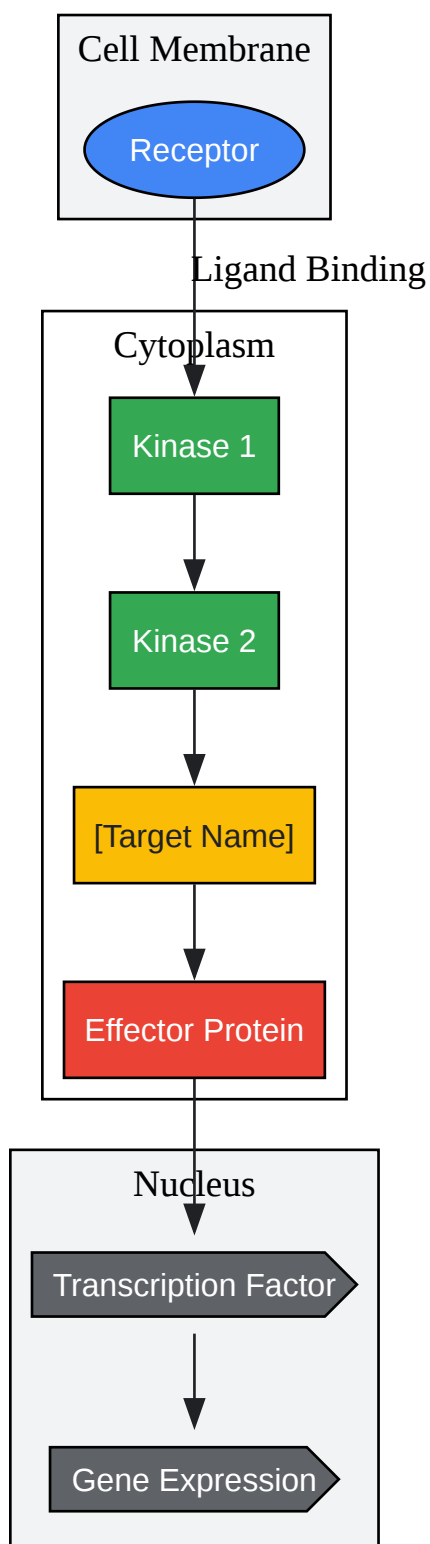 Cell Membrane
Receptor
Ligand Binding
Cytoplasm
Kinase 1
Kinase 2
[Target Name]
Effector Protein
Nucleus
Transcription Factor
Gene Expression